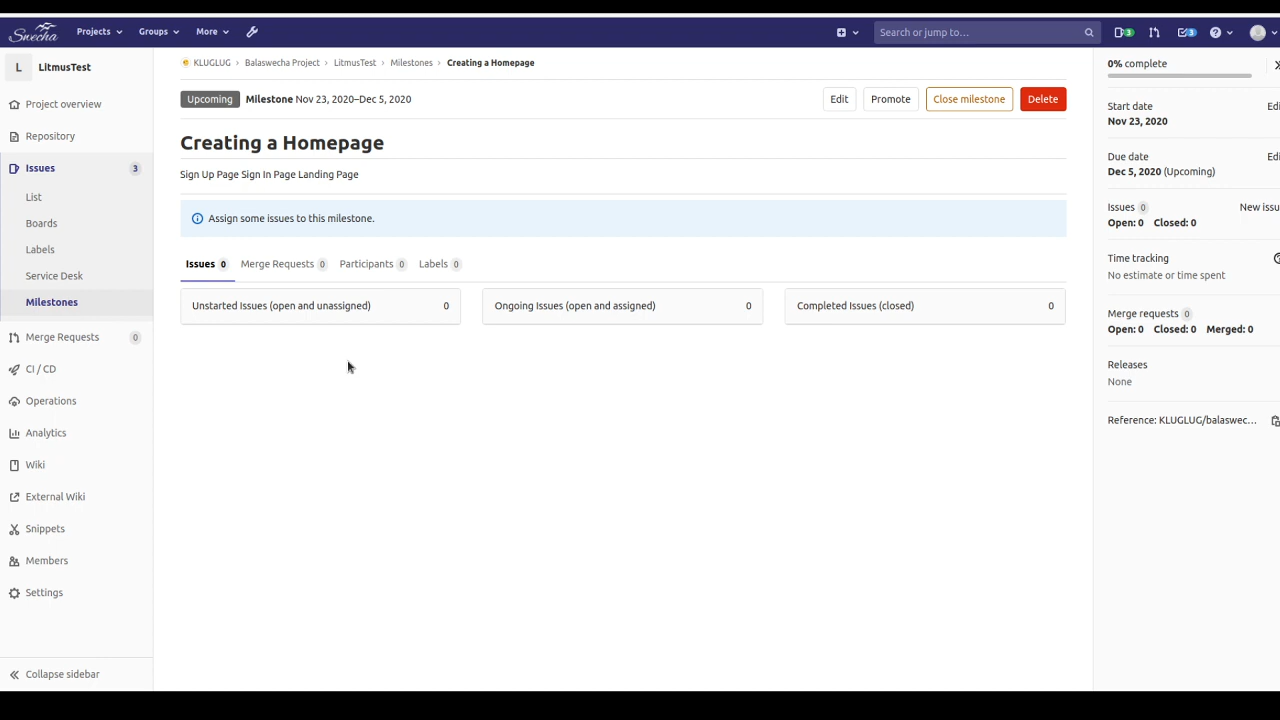 Swecha Projects Groups More Search or jump to... 3 3
L LitmusTest
Project overview
Repository
Issues 3
List
Boards
Labels
Service Desk
Milestones
Merge Requests 0
CI / CD
Operations
Analytics
Wiki
External Wiki
Snippets
Members
Settings
Collapse sidebar
KLUGLUG › Balaswecha Project › LitmusTest › Milestones › Creating a Homepage
Upcoming Milestone Nov 23, 2020–Dec 5, 2020 Edit Promote Close milestone Delete
Creating a Homepage
Sign Up Page Sign In Page Landing Page
Assign some issues to this milestone.
Issues 0 Merge Requests 0 Participants 0 Labels 0
Unstarted Issues (open and unassigned) 0 Ongoing Issues (open and assigned) 0 Completed Issues (closed) 0
0% complete
Start date Edi
Nov 23, 2020
Due date Edi
Dec 5, 2020 (Upcoming)
Issues 0 New issu
Open: 0 Closed: 0
Time tracking
No estimate or time spent
Merge requests 0
Open: 0 Closed: 0 Merged: 0
Releases
None
Reference: KLUGLUG/balaswec...